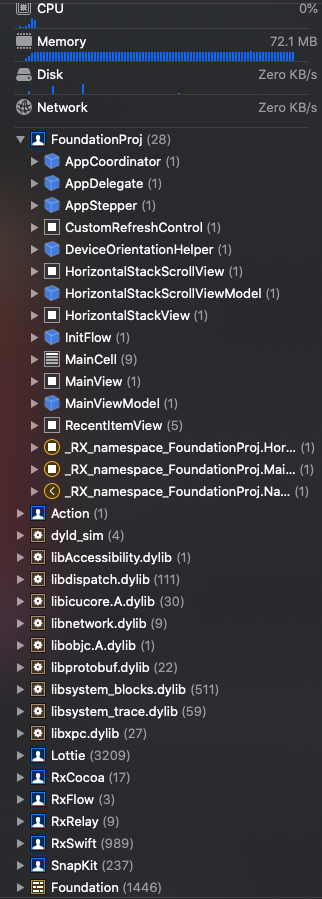 CPU 0%
Memory 72.1 MB
Disk Zero KB/s
Network Zero KB/s
FoundationProj (28)
AppCoordinator (1)
AppDelegate (1)
AppStepper (1)
CustomRefreshControl (1)
DeviceOrientationHelper (1)
HorizontalStackScrollView (1)
HorizontalStackScrollViewModel (1)
HorizontalStackView (1)
InitFlow (1)
MainCell (9)
MainView (1)
MainViewModel (1)
RecentItemView (5)
_RX_namespace_FoundationProj.Hor... (1)
_RX_namespace_FoundationProj.Mai... (1)
_RX_namespace_FoundationProj.Na... (1)
Action (1)
dyld_sim (4)
libAccessibility.dylib (1)
libdispatch.dylib (111)
libicucore.A.dylib (30)
libnetwork.dylib (9)
libobjc.A.dylib (1)
libprotobuf.dylib (22)
libsystem_blocks.dylib (511)
libsystem_trace.dylib (59)
libxpc.dylib (27)
Lottie (3209)
RxCocoa (17)
RxFlow (3)
RxRelay (9)
RxSwift (989)
SnapKit (237)
Foundation (1446)